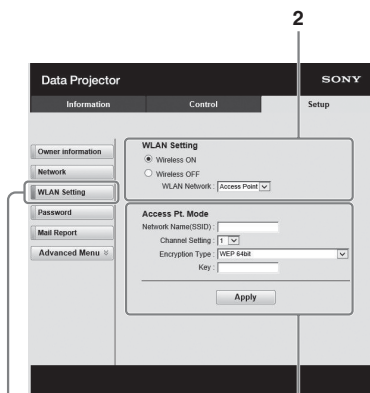 2
Data Projector SONY
Information Control Setup
Owner information
Network
WLAN Setting
Password
Mail Report
Advanced Menu
WLAN Setting
Wireless ON
Wireless OFF
WLAN Network : Access Point
Access Pt. Mode
Network Name(SSID) :
Channel Setting : 1
Encryption Type : WEP 64bit
Key :
Apply